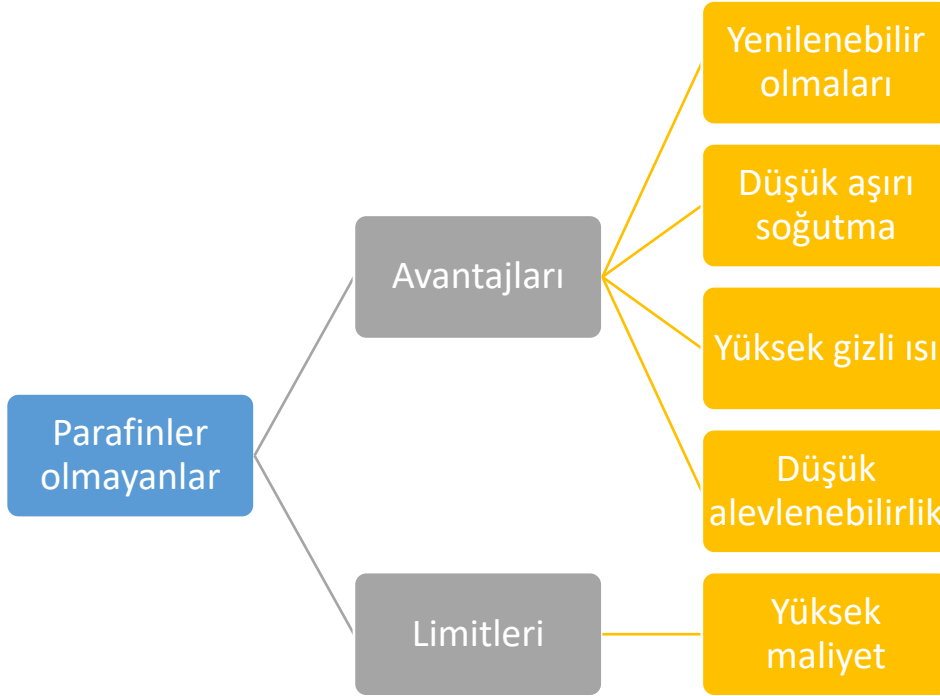 Parafinler
olmayanlar
Avantajları
Yenilenebilir
olmaları
Düşük aşırı
soğutma
Yüksek gizli ısı
Düşük
alevlenebilirlik
Limitleri
Yüksek
maliyet